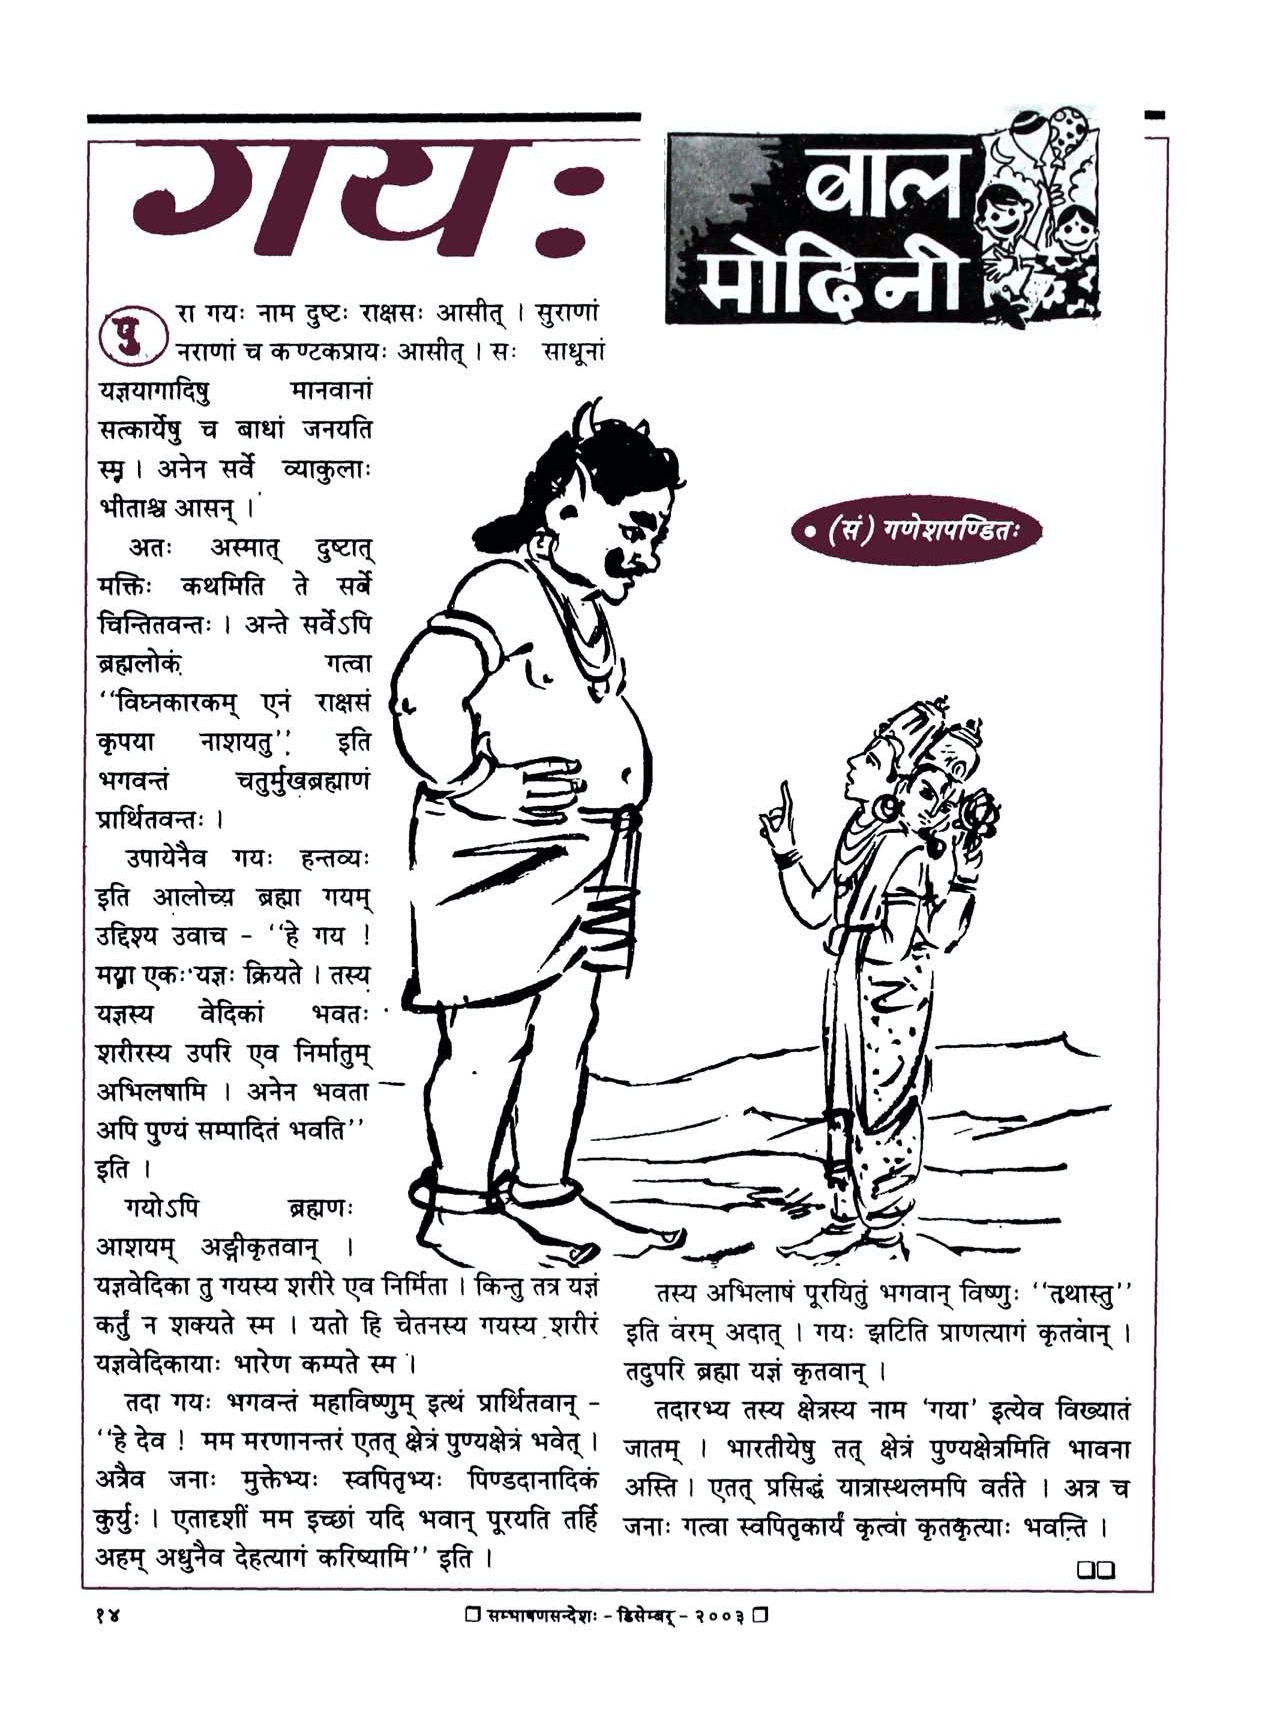 गयः
बाल
मोदिनी
पुरा गयः नाम दुष्टः राक्षसः आसीत् । सुराणां
नराणां च कण्टकप्रायः आसीत् । सः साधूनां
यज्ञयागादिषु मानवानां
सत्कार्येषु च बाधां जनयति
स्म । अनेन सर्वे व्याकुलाः
भीताश्च आसन् ।
• (सं) गणेशपण्डितः
अतः अस्मात् दुष्टात्
मक्तिः कथमिति ते सर्वे
चिन्तितवन्तः । अन्ते सर्वेऽपि
ब्रह्मलोकं गत्वा
‘‘विघ्नकारकम् एनं राक्षसं
कृपया नाशयतु’’ इति
भगवन्तं चतुर्मुखब्रह्माणं
प्रार्थितवन्तः ।
उपायेनैव गयः हन्तव्यः
इति आलोच्य ब्रह्मा गयम्
उद्दिश्य उवाच - ‘‘हे गय !
मया एकः यज्ञः क्रियते । तस्य
यज्ञस्य वेदिकां भवतः
शरीरस्य उपरि एव निर्मातुम्
अभिलषामि । अनेन भवता
अपि पुण्यं सम्पादितं भवति’’
इति ।
गयोऽपि ब्रह्मणः
आशयम् अङ्गीकृतवान् ।
यज्ञवेदिका तु गयस्य शरीरे एव निर्मिता । किन्तु तत्र यज्ञं
कर्तुं न शक्यते स्म । यतो हि चेतनस्य गयस्य शरीरं
यज्ञवेदिकायाः भारेण कम्पते स्म ।
तदा गयः भगवन्तं महाविष्णुम् इत्थं प्रार्थितवान् -
‘‘हे देव ! मम मरणानन्तरं एतत् क्षेत्रं पुण्यक्षेत्रं भवेत् ।
अत्रैव जनाः मुक्तेभ्यः स्वपितृभ्यः पिण्डदानादिकं
कुर्युः । एतादृशीं मम इच्छां यदि भवान् पूरयति तर्हि
अहम् अधुनैव देहत्यागं करिष्यामि’’ इति ।
तस्य अभिलाषं पूरयितुं भगवान् विष्णुः ‘‘तथास्तु’’
इति वरम् अदात् । गयः झटिति प्राणत्यागं कृतवान् ।
तदुपरि ब्रह्मा यज्ञं कृतवान् ।
तदारभ्य तस्य क्षेत्रस्य नाम ‘गया’ इत्येव विख्यातं
जातम् । भारतीयेषु तत् क्षेत्रं पुण्यक्षेत्रमिति भावना
अस्ति । एतत् प्रसिद्धं यात्रास्थलमपि वर्तते । अत्र च
जनाः गत्वा स्वपितृकार्यं कृत्वा कृतकृत्याः भवन्ति ।
❑❑
१४
❑ सम्भाषणसन्देशः - डिसेम्बर् - २००३ ❑